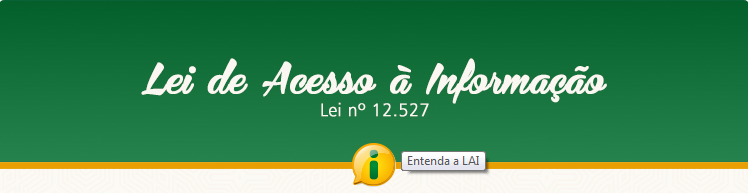 Lei de Acesso à Informação
Lei nº 12.527
i
Entenda a LAI